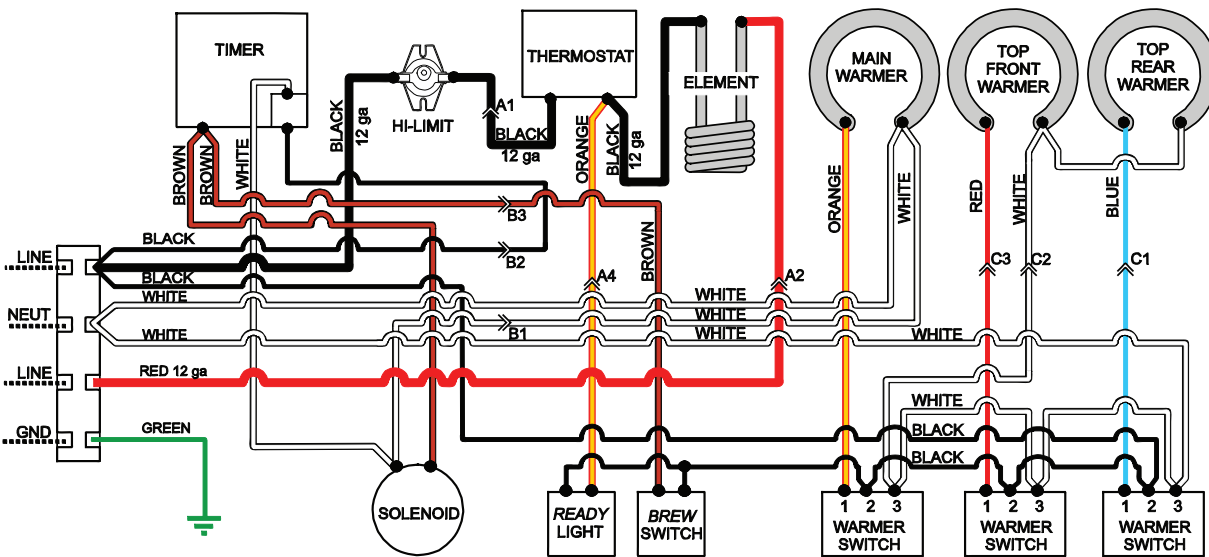 TIMER
HI-LIMIT
THERMOSTAT
ELEMENT
MAIN
WARMER
TOP
FRONT
WARMER
TOP
REAR
WARMER
BLACK
12 ga
A1
BLACK
12 ga
ORANGE
BLACK
12 ga
BROWN
BROWN
WHITE
ORANGE
WHITE
RED
WHITE
BLUE
B3
BLACK
B2
BROWN
LINE
BLACK
A4
A2
C3
C2
C1
WHITE
WHITE
NEUT
WHITE
B1
WHITE
WHITE
WHITE
LINE
RED 12 ga
WHITE
GND
GREEN
BLACK
BLACK
SOLENOID
READY
LIGHT
BREW
SWITCH
1 2 3
WARMER
SWITCH
1 2 3
WARMER
SWITCH
1 2 3
WARMER
SWITCH